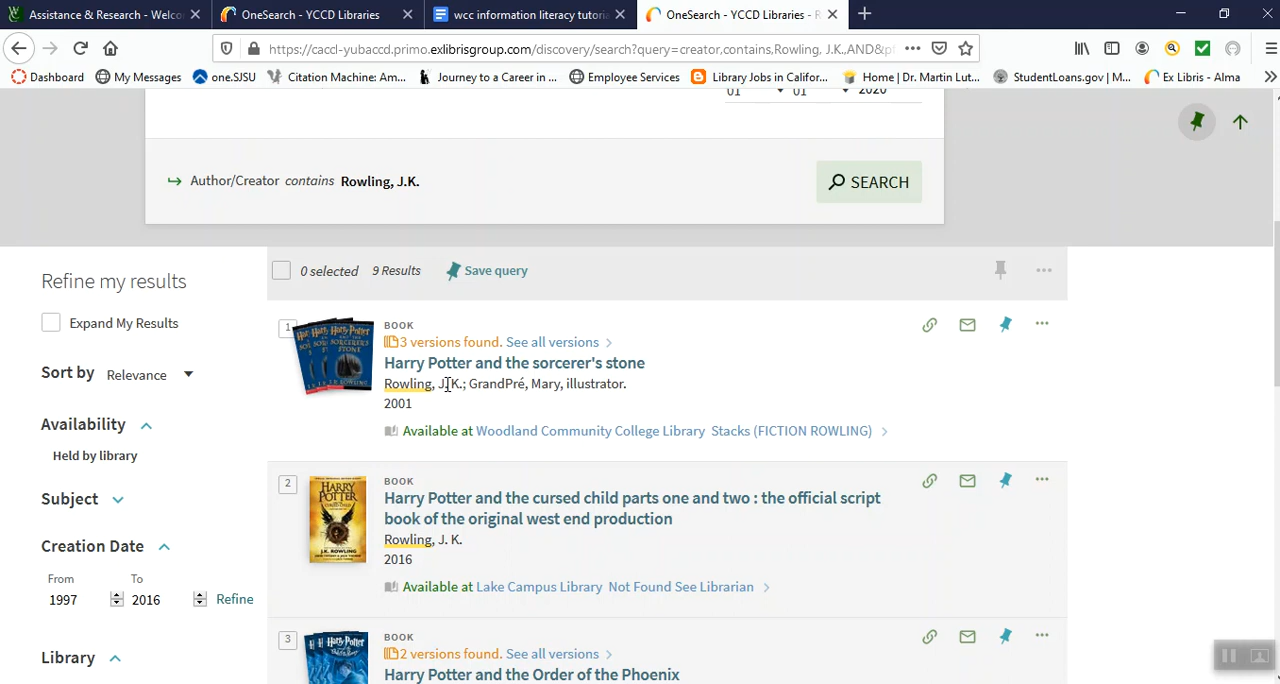 Assistance & Research - Welco
OneSearch - YCCD Libraries
wcc information literacy tutoria
OneSearch - YCCD Libraries - R
https://caccl-yubaccd.primo.exlibrisgroup.com/discovery/search?query=creator,contains,Rowling, J.K.,AND&pf
Dashboard
My Messages
one.SJSU
Citation Machine: Am...
Journey to a Career in ...
Employee Services
Library Jobs in Califor...
Home | Dr. Martin Lut...
StudentLoans.gov | M...
Ex Libris - Alma
01 01 2020
Author/Creator contains Rowling, J.K.
SEARCH
Refine my results
Expand My Results
Sort by Relevance
Availability
Held by library
Subject
Creation Date
From To
1997 2016 Refine
Library
0 selected 9 Results Save query
1
BOOK
3 versions found. See all versions
Harry Potter and the sorcerer's stone
Rowling, J.K.; GrandPré, Mary, illustrator.
2001
Available at Woodland Community College Library Stacks (FICTION ROWLING)
2
HARRY
POTTER
J.K. ROWLING
BOOK
Harry Potter and the cursed child parts one and two : the official script
book of the original west end production
Rowling, J. K.
2016
Available at Lake Campus Library Not Found See Librarian
3
BOOK
2 versions found. See all versions
Harry Potter and the Order of the Phoenix